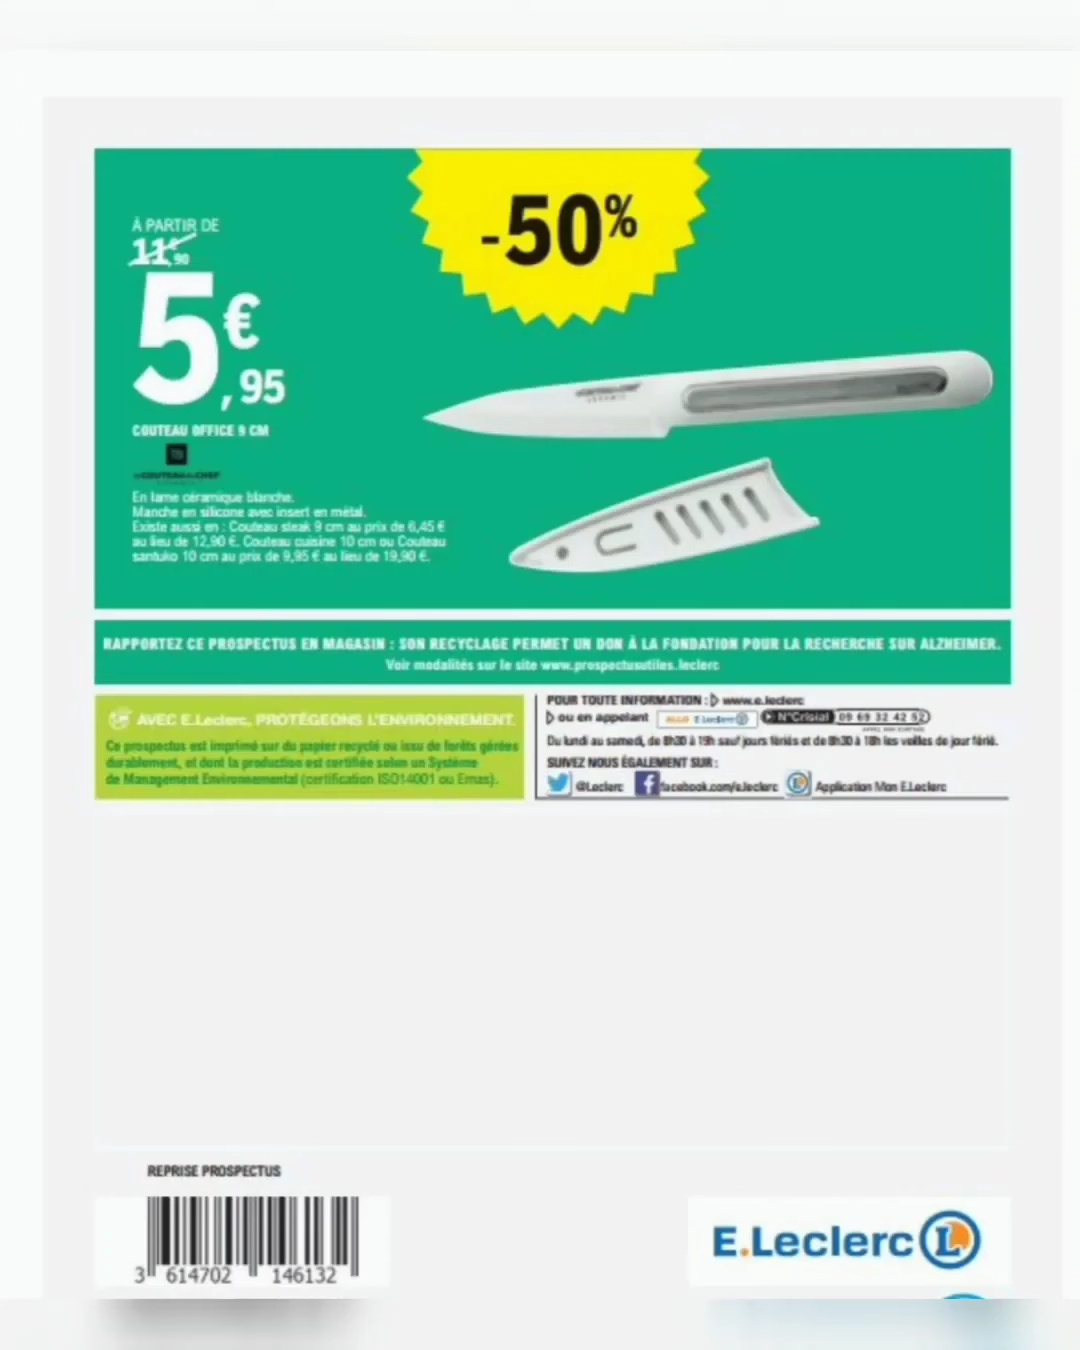 -50%
À PARTIR DE
11€,90
5€,95
COUTEAU OFFICE 9 CM
En lame céramique blanche.
Manche en silicone avec insert en métal.
Existe aussi en : Couteau steak 9 cm au prix de 6,45 €
au lieu de 12,90 €. Couteau cuisine 10 cm ou Couteau
santuko 10 cm au prix de 9,95 € au lieu de 19,90 €.
RAPPORTEZ CE PROSPECTUS EN MAGASIN : SON RECYCLAGE PERMET UN DON À LA FONDATION POUR LA RECHERCHE SUR ALZHEIMER.
Voir modalités sur le site www.prospectusutiles.leclerc
AVEC E.Leclerc, PROTÉGEONS L'ENVIRONNEMENT.
Ce prospectus est imprimé sur du papier recyclé ou issu de forêts gérées
durablement, et dont la production est certifiée selon un Système
de Management Environnemental (certification ISO14001 ou Emas).
POUR TOUTE INFORMATION : www.e.leclerc
ou en appelant ALLO E.Leclerc N°Cristal 09 69 32 42 52
Du lundi au samedi, de 8h30 à 19h sauf jours fériés et de 8h30 à 18h les veilles de jour férié.
SUIVEZ NOUS ÉGALEMENT SUR :
@Leclerc facebook.com/e.leclerc Application Mon E.Leclerc
REPRISE PROSPECTUS
3 614702 146132
E.Leclerc L